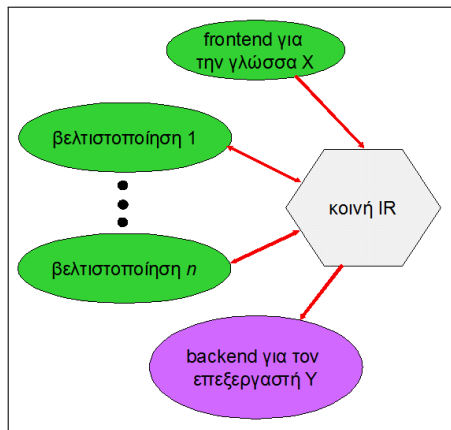 frontend για
την γλώσσα X
βελτιστοποίηση 1
κοινή IR
βελτιστοποίηση n
backend για τον
επεξεργαστή Y